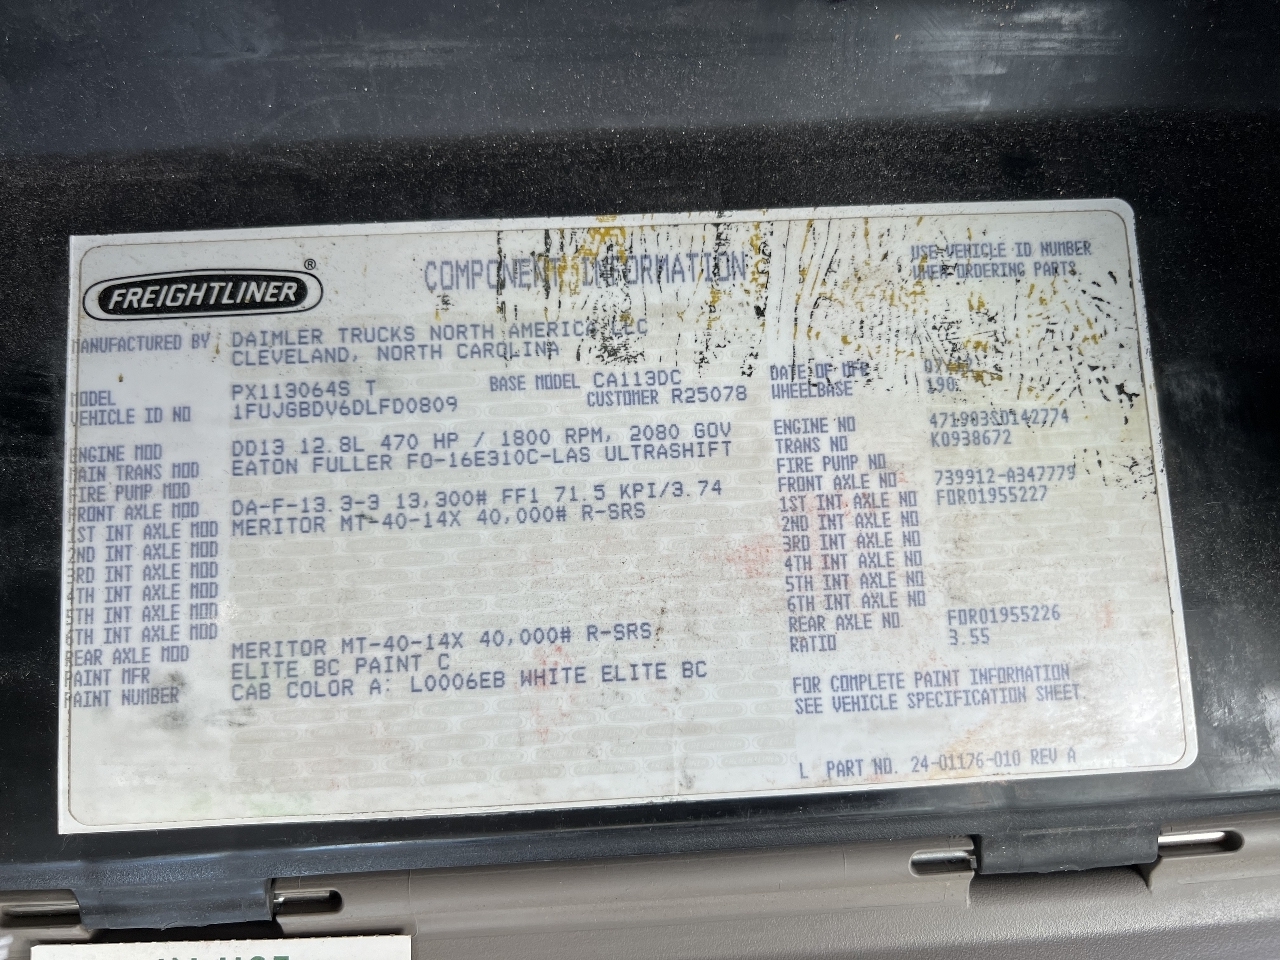 FREIGHTLINER ®
COMPONENT INFORMATION
USE VEHICLE ID NUMBER
WHEN ORDERING PARTS
MANUFACTURED BY DAIMLER TRUCKS NORTH AMERICA LLC
CLEVELAND, NORTH CAROLINA
MODEL PX113064S T BASE MODEL CA113DC DATE OF MFG
VEHICLE ID NO 1FUJGBDV6DLFD0809 CUSTOMER R25078 WHEELBASE 190
ENGINE MOD DD13 12.8L 470 HP / 1800 RPM, 2080 GOV ENGINE NO
MAIN TRANS MOD EATON FULLER FO-16E310C-LAS ULTRASHIFT TRANS NO K0938672
FIRE PUMP MOD FIRE PUMP NO
FRONT AXLE MOD DA-F-13.3-3 13,300# FF1 71.5 KPI/3.74 FRONT AXLE NO 739912-A347779
1ST INT AXLE MOD MERITOR MT-40-14X 40,000# R-SRS 1ST INT AXLE NO FDR01955227
2ND INT AXLE MOD 2ND INT AXLE NO
3RD INT AXLE MOD 3RD INT AXLE NO
4TH INT AXLE MOD 4TH INT AXLE NO
5TH INT AXLE MOD 5TH INT AXLE NO
6TH INT AXLE MOD 6TH INT AXLE NO
REAR AXLE MOD MERITOR MT-40-14X 40,000# R-SRS REAR AXLE NO FDR01955226
PAINT MFR ELITE BC PAINT C RATIO 3.55
PAINT NUMBER CAB COLOR A: L0006EB WHITE ELITE BC
FOR COMPLETE PAINT INFORMATION
SEE VEHICLE SPECIFICATION SHEET
L PART NO. 24-01176-010 REV A